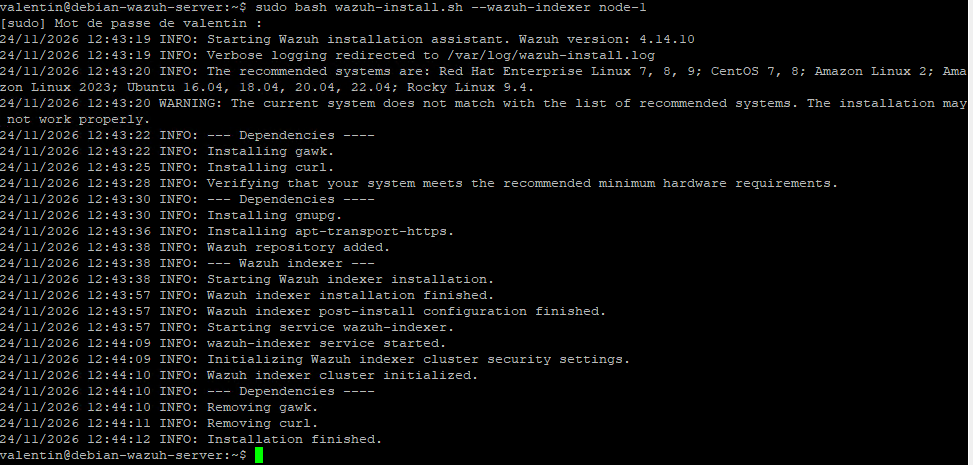 valentin@debian-wazuh-server:~$ sudo bash wazuh-install.sh --wazuh-indexer node-1
[sudo] Mot de passe de valentin :
24/11/2026 12:43:19 INFO: Starting Wazuh installation assistant. Wazuh version: 4.14.10
24/11/2026 12:43:19 INFO: Verbose logging redirected to /var/log/wazuh-install.log
24/11/2026 12:43:20 INFO: The recommended systems are: Red Hat Enterprise Linux 7, 8, 9; CentOS 7, 8; Amazon Linux 2; Ama
zon Linux 2023; Ubuntu 16.04, 18.04, 20.04, 22.04; Rocky Linux 9.4.
24/11/2026 12:43:20 WARNING: The current system does not match with the list of recommended systems. The installation may
 not work properly.
24/11/2026 12:43:22 INFO: --- Dependencies ----
24/11/2026 12:43:22 INFO: Installing gawk.
24/11/2026 12:43:25 INFO: Installing curl.
24/11/2026 12:43:28 INFO: Verifying that your system meets the recommended minimum hardware requirements.
24/11/2026 12:43:30 INFO: --- Dependencies ----
24/11/2026 12:43:30 INFO: Installing gnupg.
24/11/2026 12:43:36 INFO: Installing apt-transport-https.
24/11/2026 12:43:38 INFO: Wazuh repository added.
24/11/2026 12:43:38 INFO: --- Wazuh indexer ---
24/11/2026 12:43:38 INFO: Starting Wazuh indexer installation.
24/11/2026 12:43:57 INFO: Wazuh indexer installation finished.
24/11/2026 12:43:57 INFO: Wazuh indexer post-install configuration finished.
24/11/2026 12:43:57 INFO: Starting service wazuh-indexer.
24/11/2026 12:44:09 INFO: wazuh-indexer service started.
24/11/2026 12:44:09 INFO: Initializing Wazuh indexer cluster security settings.
24/11/2026 12:44:10 INFO: Wazuh indexer cluster initialized.
24/11/2026 12:44:10 INFO: --- Dependencies ----
24/11/2026 12:44:10 INFO: Removing gawk.
24/11/2026 12:44:11 INFO: Removing curl.
24/11/2026 12:44:12 INFO: Installation finished.
valentin@debian-wazuh-server:~$